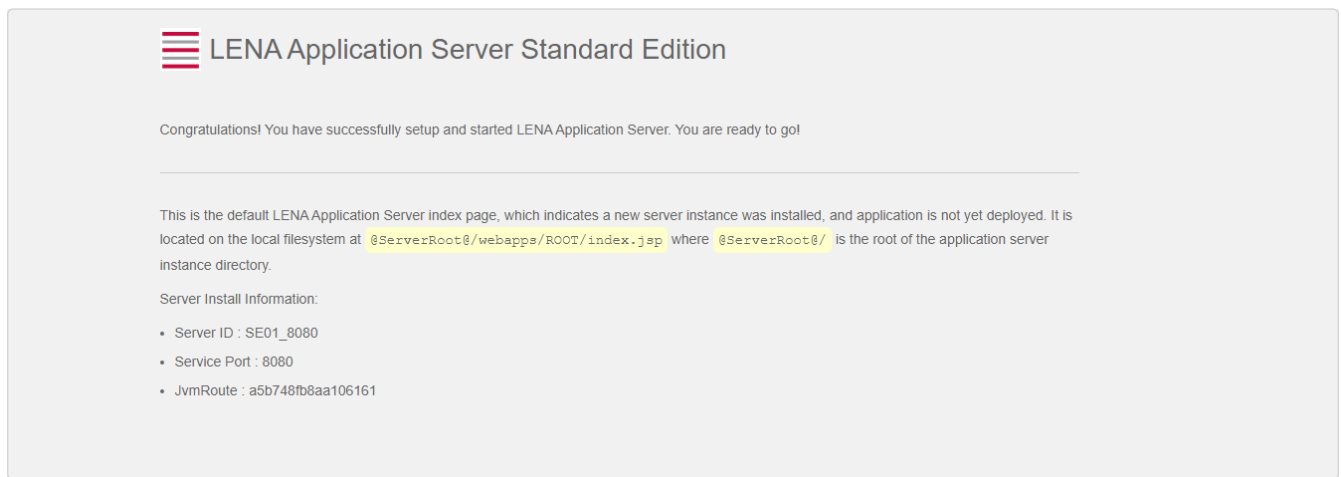 LENA Application Server Standard Edition
Congratulations! You have successfully setup and started LENA Application Server. You are ready to go!
This is the default LENA Application Server index page, which indicates a new server instance was installed, and application is not yet deployed. It is
located on the local filesystem at @ServerRoot@/webapps/ROOT/index.jsp where @ServerRoot@/ is the root of the application server
instance directory.
Server Install Information:
• Server ID : SE01_8080
• Service Port : 8080
• JvmRoute : a5b748fb8aa106161